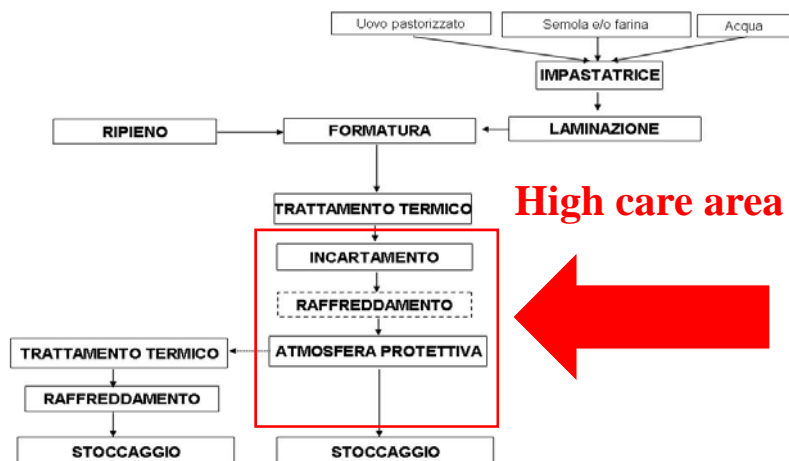 Uovo pastorizzato
Semola e/o farina
Acqua
IMPASTATRICE
RIPIENO
FORMATURA
LAMINAZIONE
TRATTAMENTO TERMICO
High care area
INCARTAMENTO
RAFFREDDAMENTO
TRATTAMENTO TERMICO
ATMOSFERA PROTETTIVA
RAFFREDDAMENTO
STOCCAGGIO
STOCCAGGIO